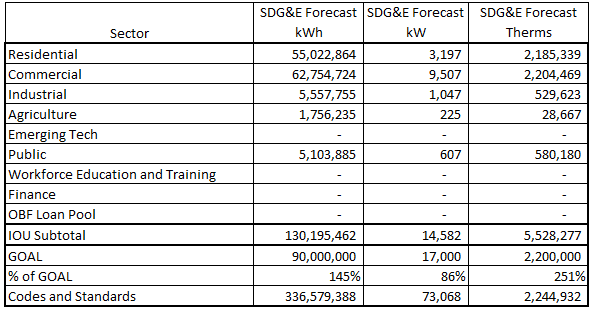 Sector SDG&E Forecast kWh SDG&E Forecast kW SDG&E Forecast Therms
Residential 55,022,864 3,197 2,185,339
Commercial 62,754,724 9,507 2,204,469
Industrial 5,557,755 1,047 529,623
Agriculture 1,756,235 225 28,667
Emerging Tech - - -
Public 5,103,885 607 580,180
Workforce Education and Training - - -
Finance - - -
OBF Loan Pool - - -
IOU Subtotal 130,195,462 14,582 5,528,277
GOAL 90,000,000 17,000 2,200,000
% of GOAL 145% 86% 251%
Codes and Standards 336,579,388 73,068 2,244,932